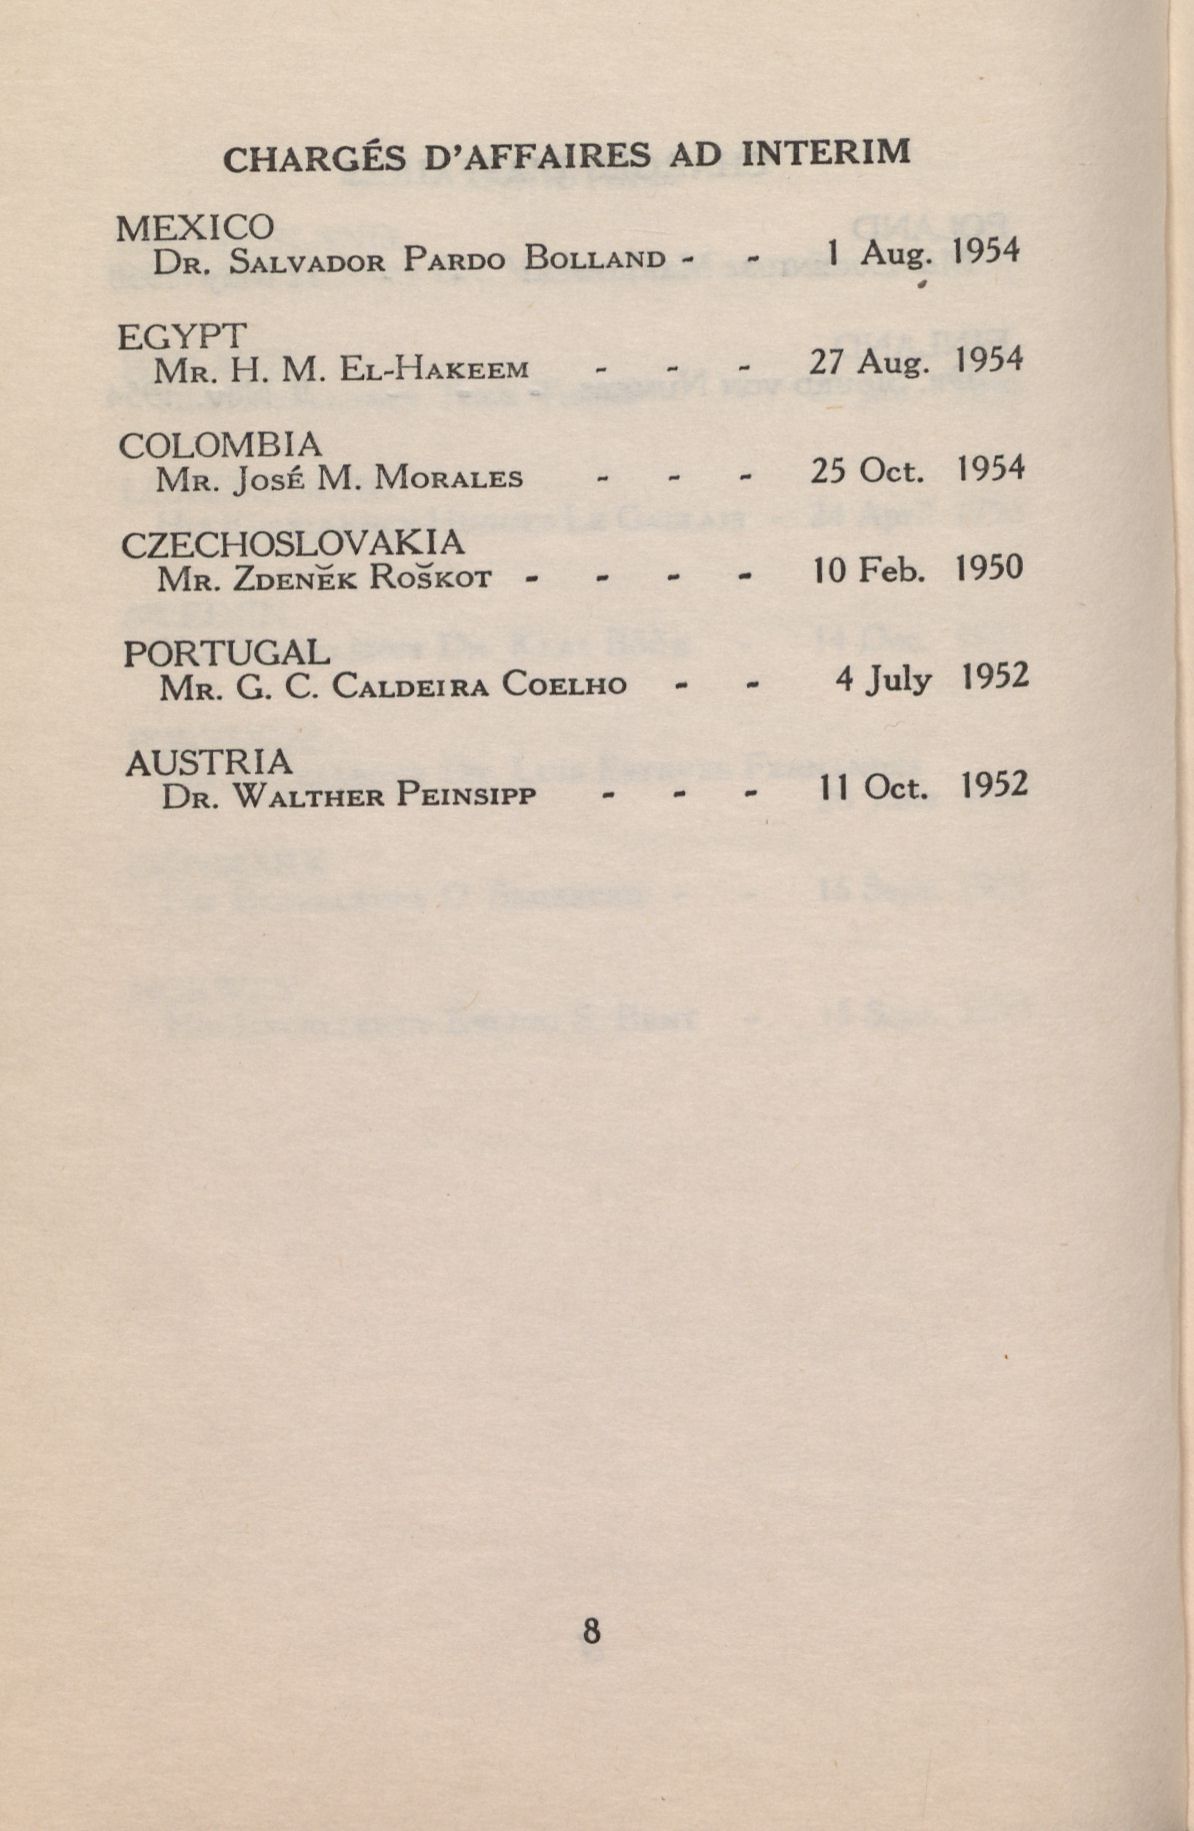 CHARGÉS D'AFFAIRES AD INTERIM
MEXICO
DR. SALVADOR PARDO BOLLAND - - 1 Aug. 1954
EGYPT
MR. H. M. EL-HAKEEM - - - 27 Aug. 1954
COLOMBIA
MR. JOSÉ M. MORALES - - - 25 Oct. 1954
CZECHOSLOVAKIA
MR. ZDENĚK ROŠKOT - - - - 10 Feb. 1950
PORTUGAL
MR. G. C. CALDEIRA COELHO - - 4 July 1952
AUSTRIA
DR. WALTHER PEINSIPP - - - 11 Oct. 1952
8